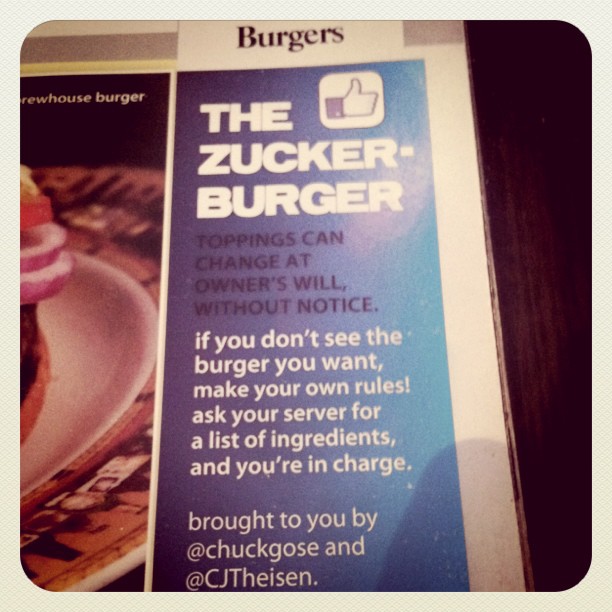 Burgers
rewhouse burger
THE
ZUCKER-
BURGER
TOPPINGS CAN
CHANGE AT
OWNER'S WILL,
WITHOUT NOTICE.
if you don't see the
burger you want,
make your own rules!
ask your server for
a list of ingredients,
and you're in charge.
brought to you by
@chuckgose and
@CJTheisen.